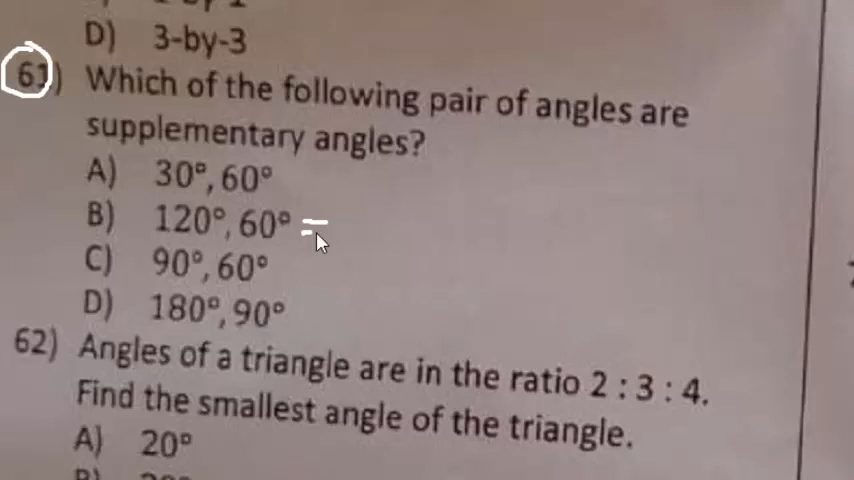 D) 3-by-3
61) Which of the following pair of angles are
supplementary angles?
A) 30°, 60°
B) 120°, 60° =
C) 90°, 60°
D) 180°, 90°
62) Angles of a triangle are in the ratio 2 : 3 : 4.
Find the smallest angle of the triangle.
A) 20°